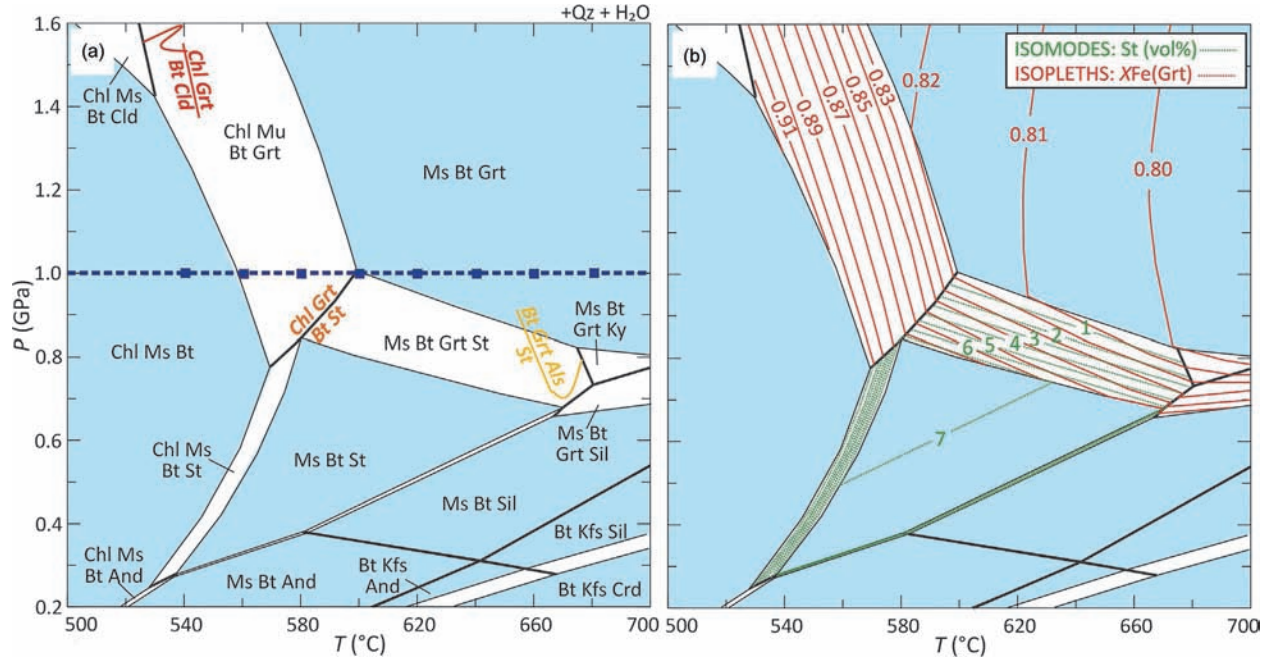 +Qz + H₂O
(a)
Chl Grt
Bt Cld
Chl Ms
Bt Cld
Chl Mu
Bt Grt
Ms Bt Grt
Chl Grt
Bt St
Chl Ms Bt
Ms Bt Grt St
Bt Grt Als
St
Ms Bt
Grt Ky
Chl Ms
Bt St
Ms Bt St
Ms Bt
Grt Sil
Ms Bt Sil
Bt Kfs Sil
Chl Ms
Bt And
Ms Bt And
Bt Kfs
And
Bt Kfs Crd
1.6
1.4
1.2
1.0
0.8
0.6
0.4
0.2
P (GPa)
500 540 580 620 660 700
T (°C)
(b)
ISOMODES: St (vol%)
ISOPLETHS: XFe(Grt)
0.91
0.89
0.87
0.85
0.83
0.82
0.81
0.80
6 5 4 3 2 1
7
500 540 580 620 660 700
T (°C)